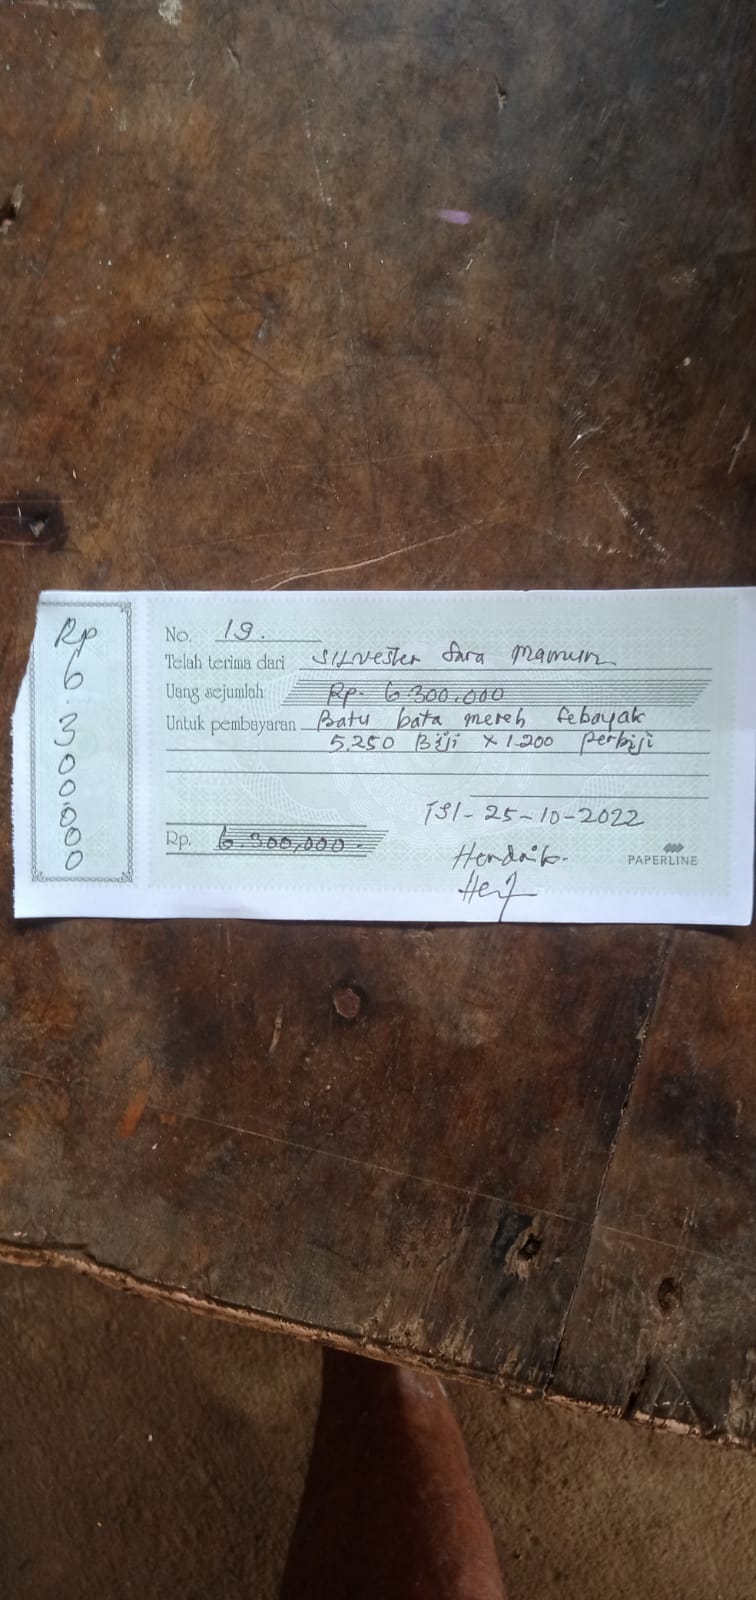 Rp 6.300.000
No. 19.
Telah terima dari Silvester Sara Mamun
Uang sejumlah Rp. 6.300.000
Untuk pembayaran Batu bata mereh sebayak
5.250 Biji x 1.200 perbiji
TSI - 25-10-2022
Rp. 6.300,000.-
Hendrik.
PAPERLINE